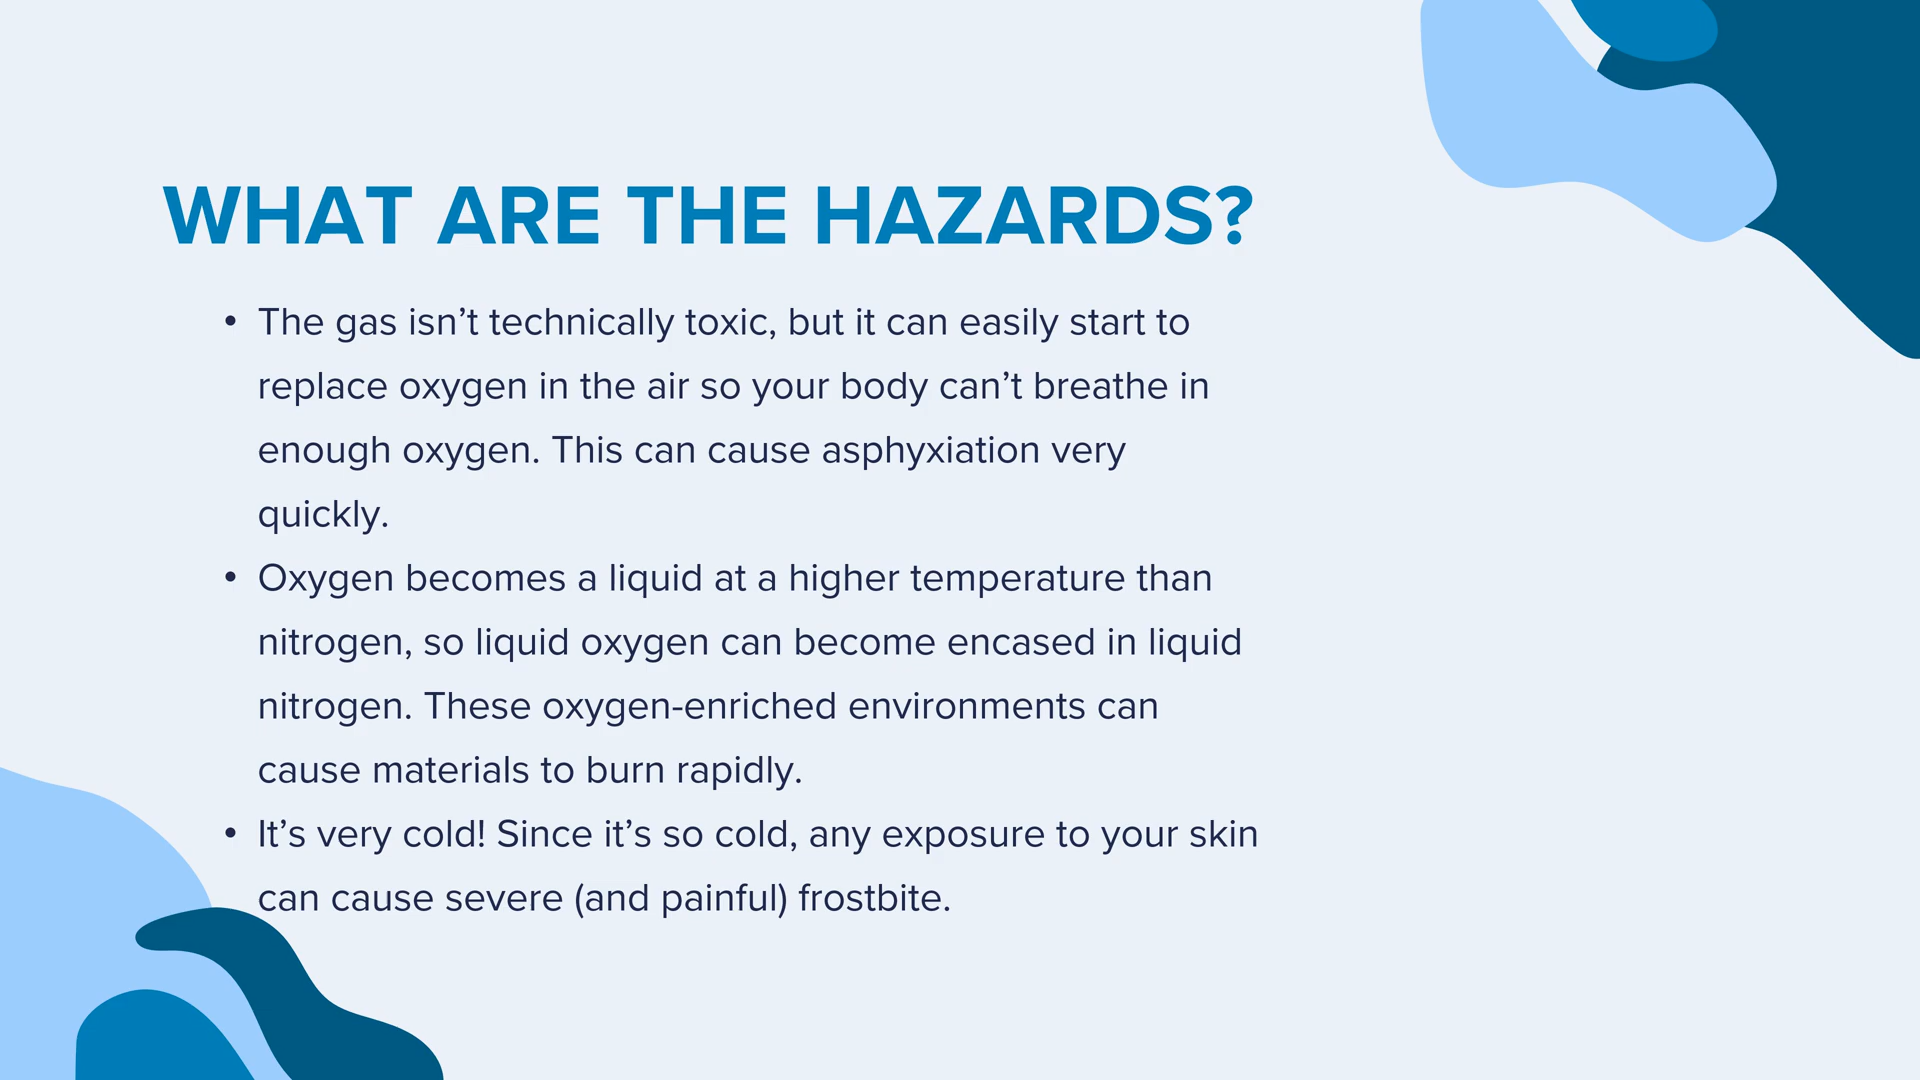 WHAT ARE THE HAZARDS?
• The gas isn’t technically toxic, but it can easily start to
replace oxygen in the air so your body can’t breathe in
enough oxygen. This can cause asphyxiation very
quickly.
• Oxygen becomes a liquid at a higher temperature than
nitrogen, so liquid oxygen can become encased in liquid
nitrogen. These oxygen-enriched environments can
cause materials to burn rapidly.
• It’s very cold! Since it’s so cold, any exposure to your skin
can cause severe (and painful) frostbite.